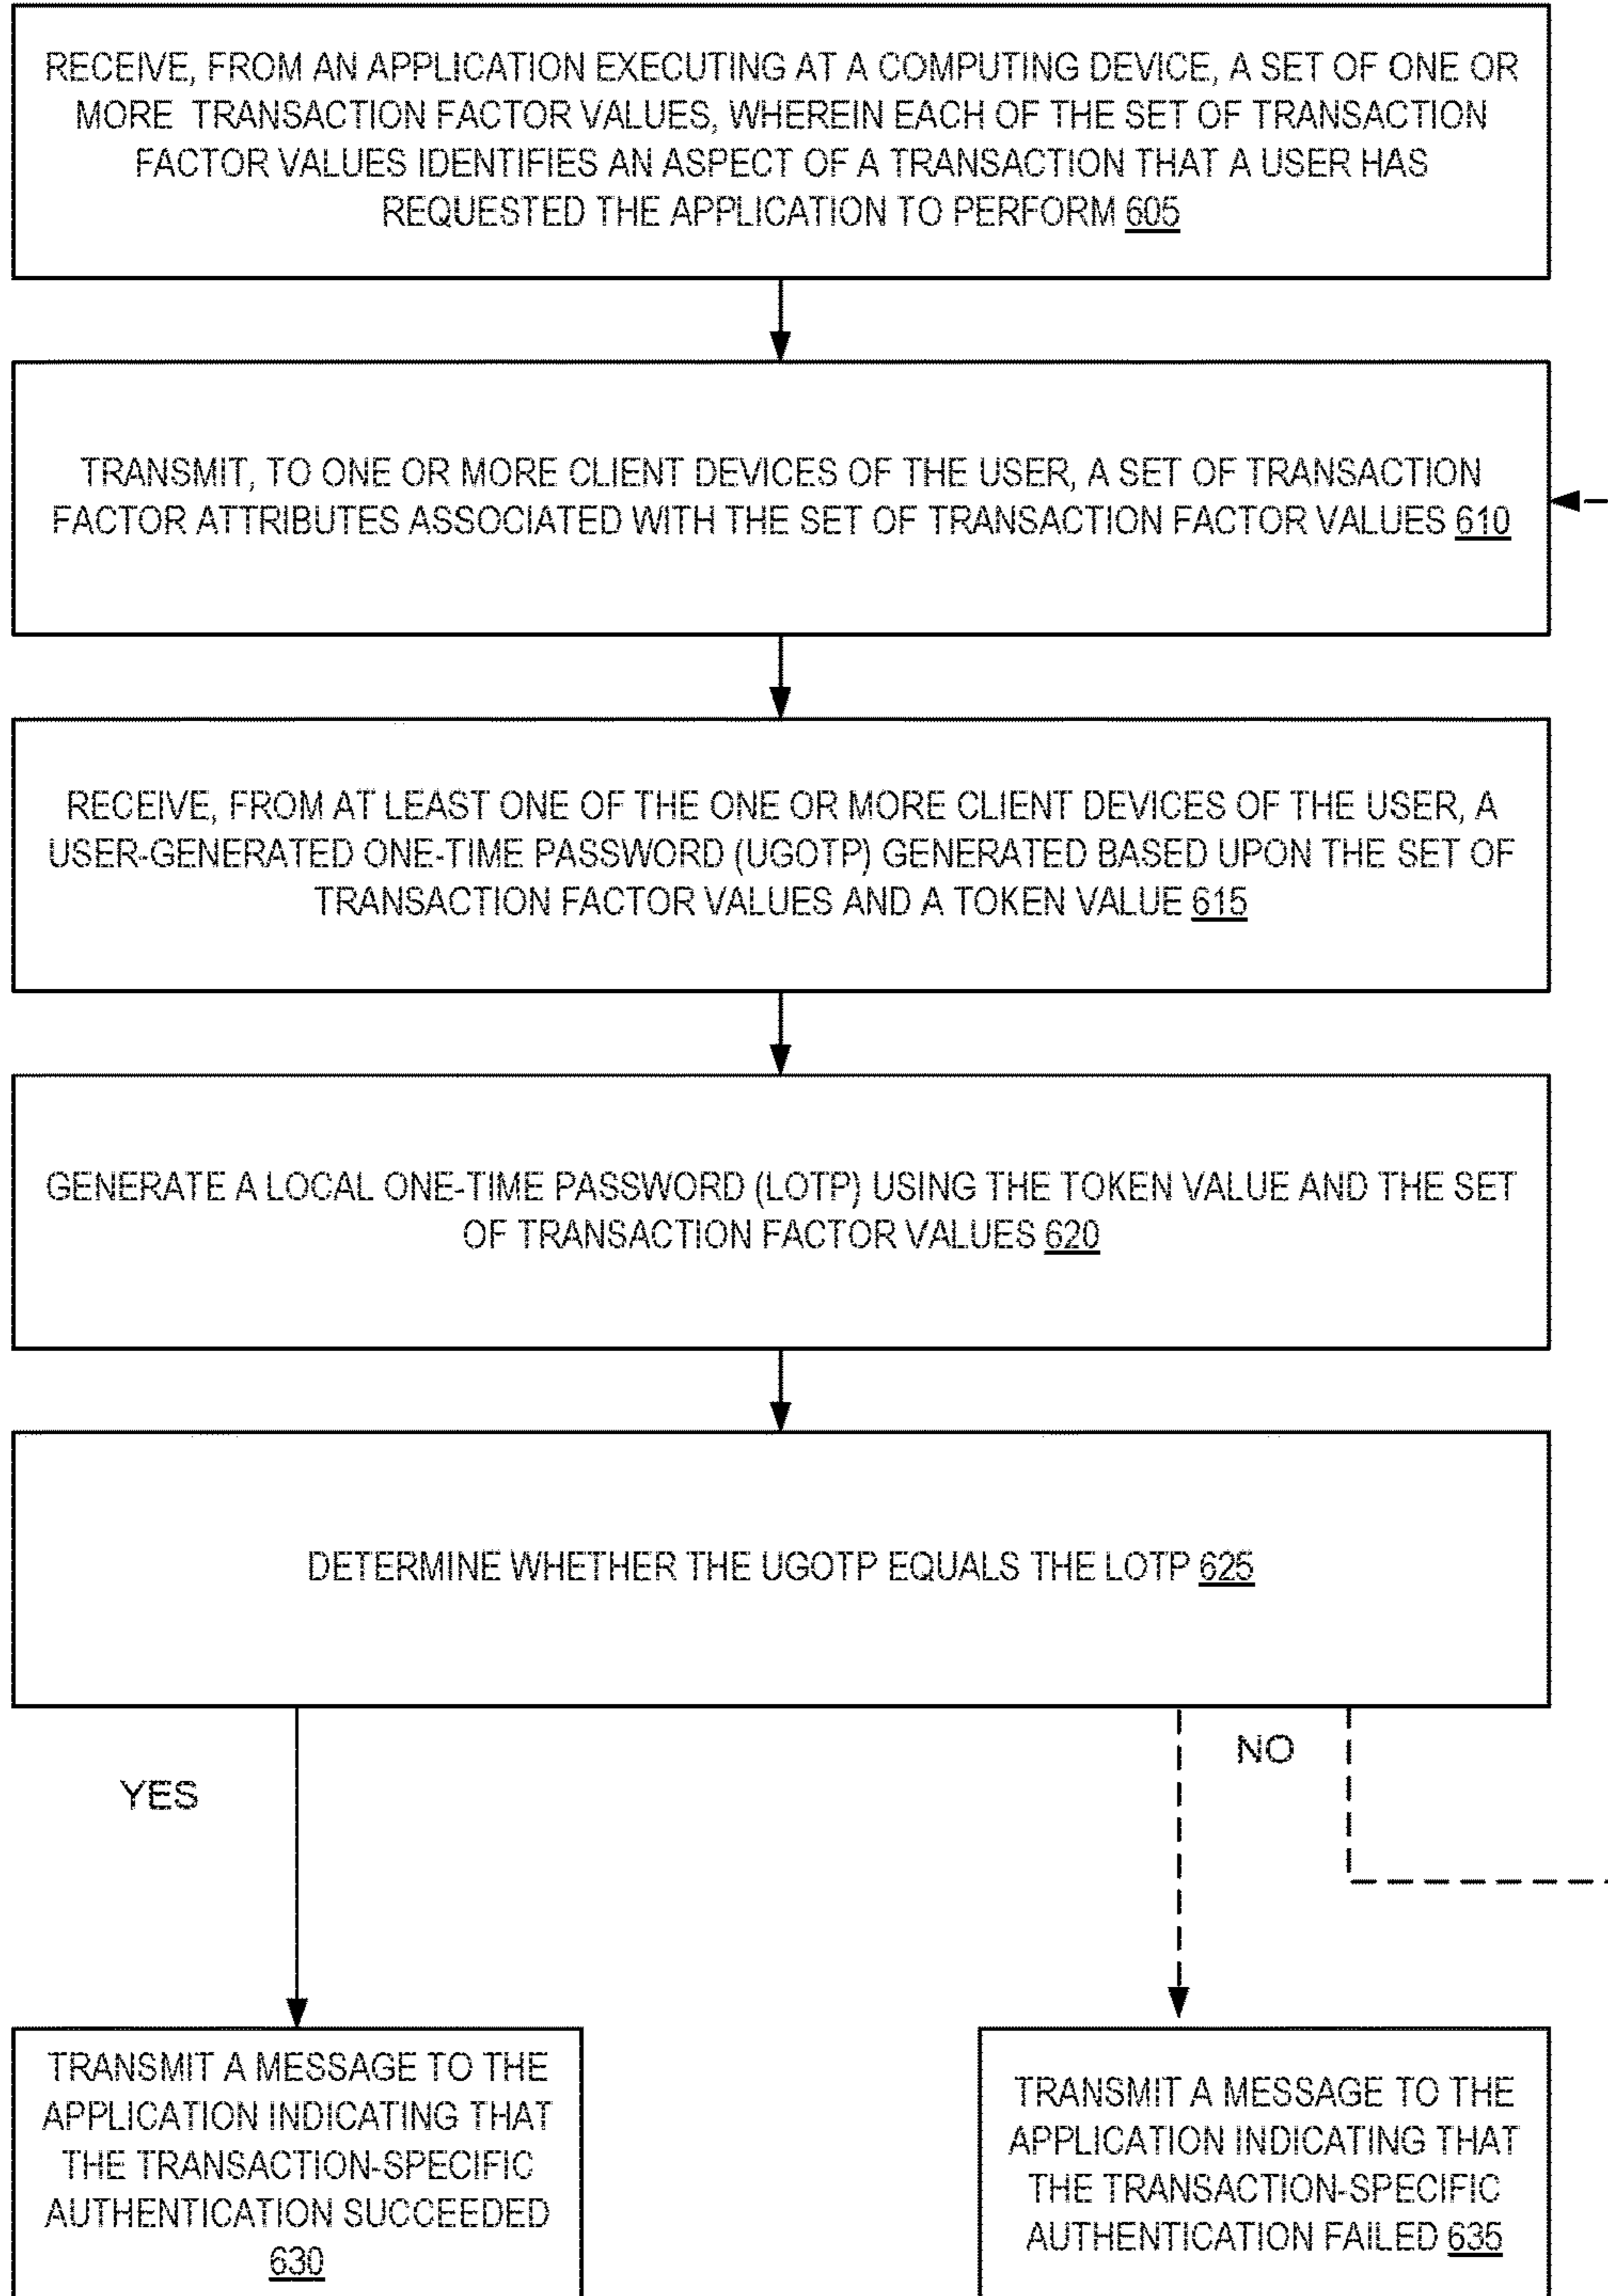 RECEIVE, FROM AN APPLICATION EXECUTING AT A COMPUTING DEVICE, A SET OF ONE OR
MORE TRANSACTION FACTOR VALUES, WHEREIN EACH OF THE SET OF TRANSACTION
FACTOR VALUES IDENTIFIES AN ASPECT OF A TRANSACTION THAT A USER HAS
REQUESTED THE APPLICATION TO PERFORM 605
TRANSMIT, TO ONE OR MORE CLIENT DEVICES OF THE USER, A SET OF TRANSACTION
FACTOR ATTRIBUTES ASSOCIATED WITH THE SET OF TRANSACTION FACTOR VALUES 610
RECEIVE, FROM AT LEAST ONE OF THE ONE OR MORE CLIENT DEVICES OF THE USER, A
USER-GENERATED ONE-TIME PASSWORD (UGOTP) GENERATED BASED UPON THE SET OF
TRANSACTION FACTOR VALUES AND A TOKEN VALUE 615
GENERATE A LOCAL ONE-TIME PASSWORD (LOTP) USING THE TOKEN VALUE AND THE SET
OF TRANSACTION FACTOR VALUES 620
DETERMINE WHETHER THE UGOTP EQUALS THE LOTP 625
YES
NO
TRANSMIT A MESSAGE TO THE
APPLICATION INDICATING THAT
THE TRANSACTION-SPECIFIC
AUTHENTICATION SUCCEEDED
630
TRANSMIT A MESSAGE TO THE
APPLICATION INDICATING THAT
THE TRANSACTION-SPECIFIC
AUTHENTICATION FAILED 635